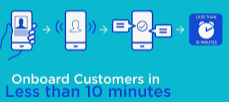 LESS THAN
10 MINUTES
Onboard Customers in
Less than 10 minutes